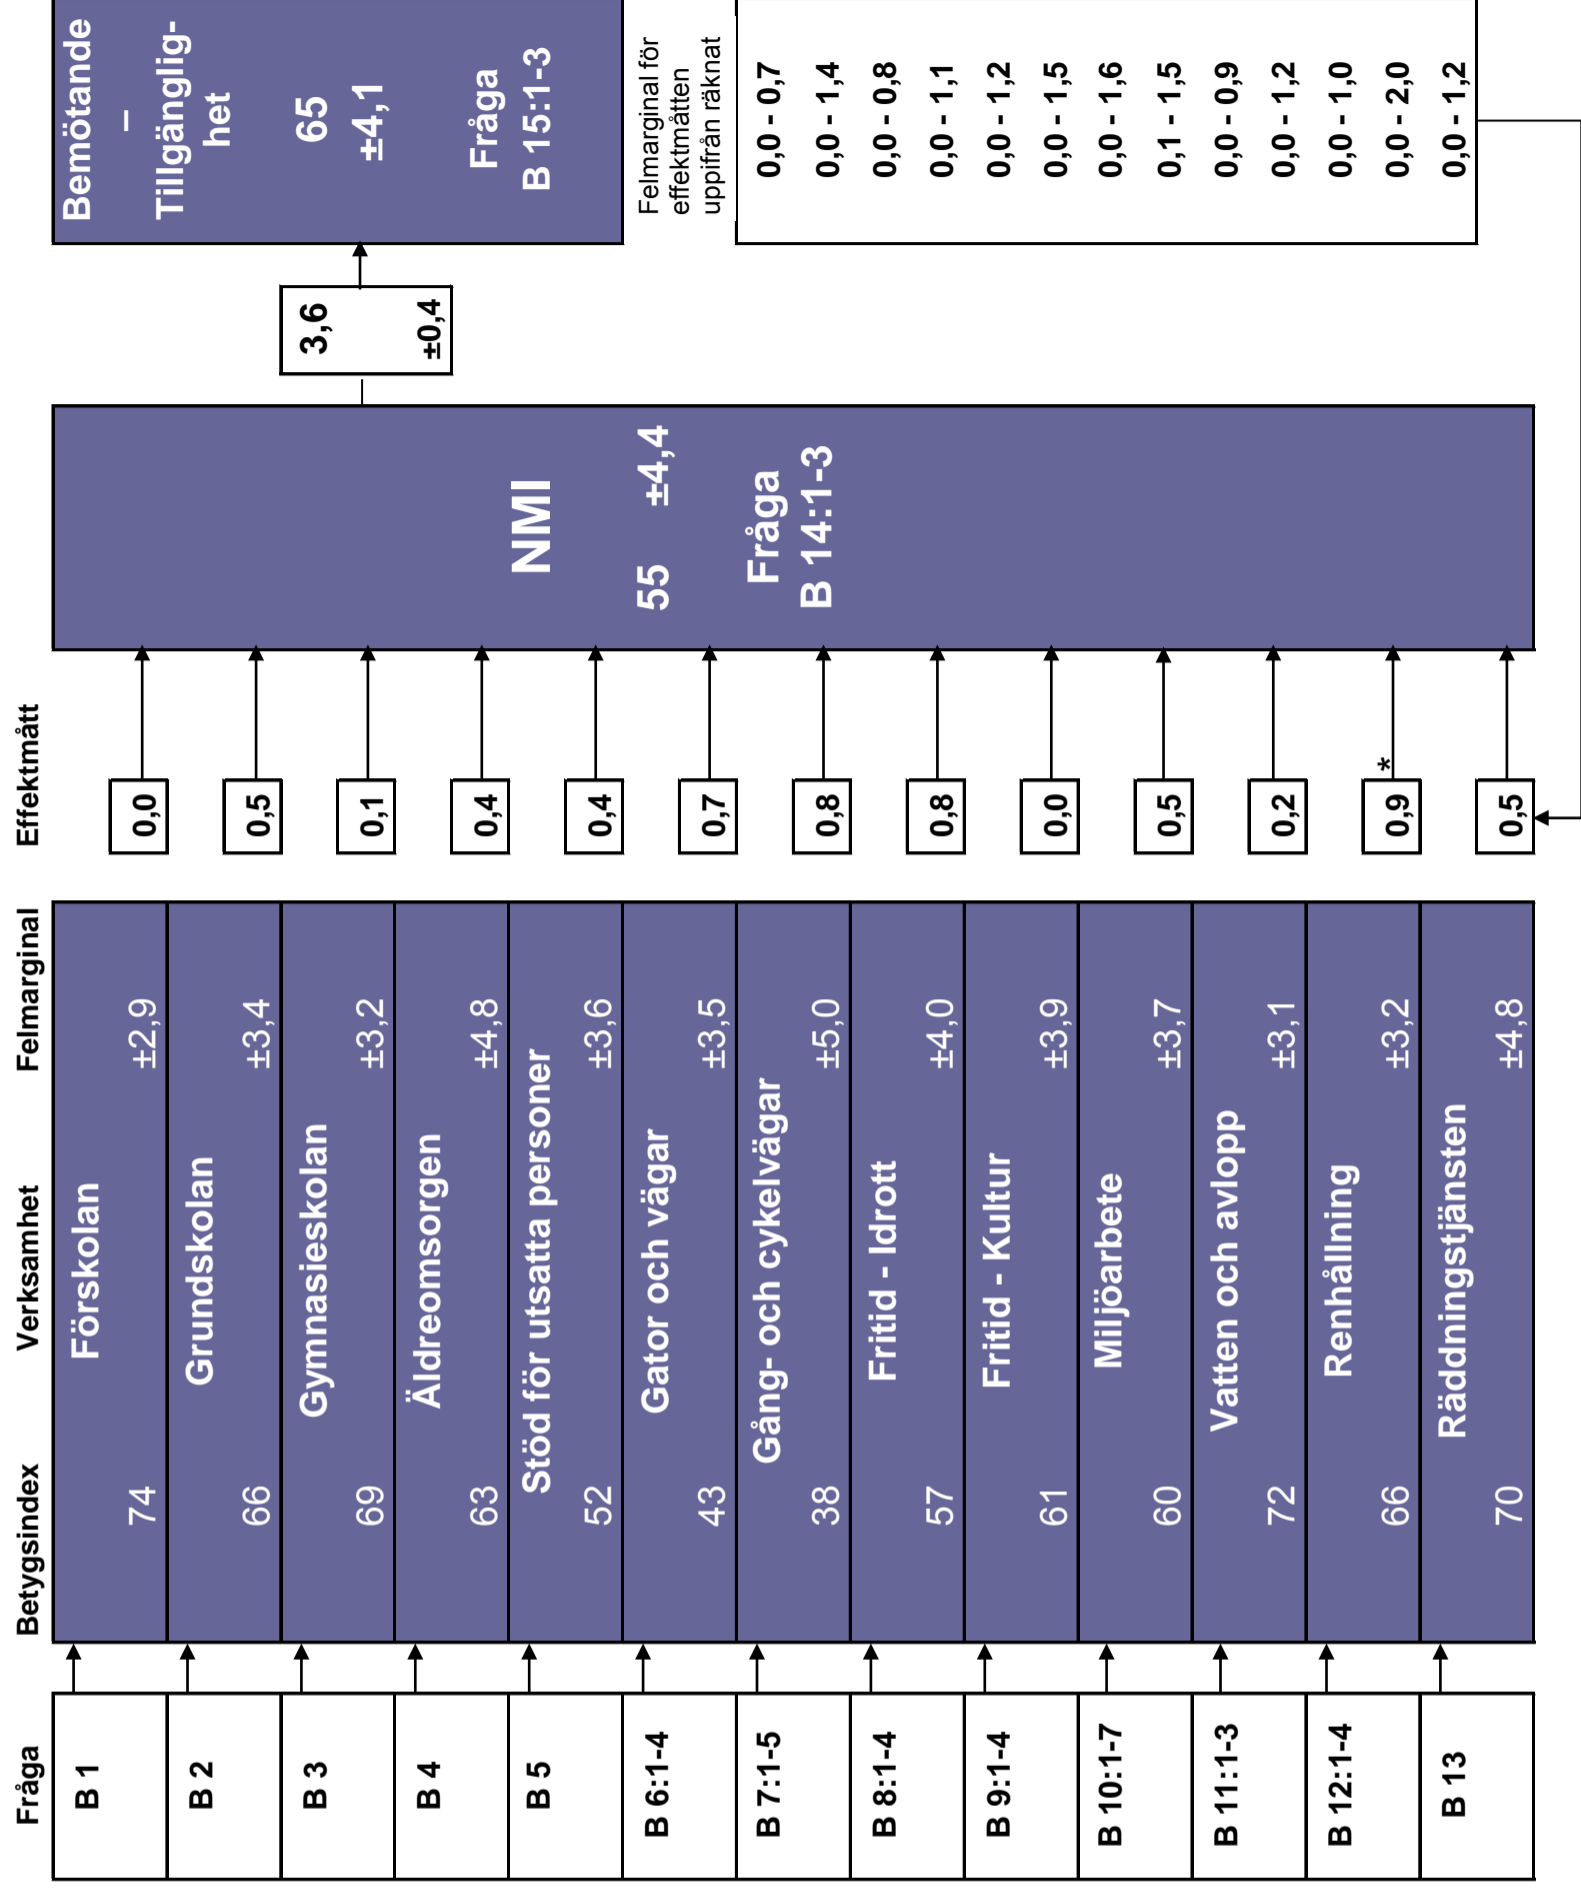 Fråga
Betygsindex
Verksamhet
Felmarginal
Effektmått
B 1
Förskolan
74
±2,9
0,0
B 2
Grundskolan
66
±3,4
0,5
B 3
Gymnasieskolan
69
±3,2
0,1
B 4
Äldreomsorgen
63
±4,8
0,4
B 5
Stöd för utsatta personer
52
±3,6
0,4
B 6:1-4
Gator och vägar
43
±3,5
0,7
B 7:1-5
Gång- och cykelvägar
38
±5,0
0,8
B 8:1-4
Fritid - Idrott
57
±4,0
0,8
B 9:1-4
Fritid - Kultur
61
±3,9
0,0
B 10:1-7
Miljöarbete
60
±3,7
0,5
B 11:1-3
Vatten och avlopp
72
±3,1
0,2
B 12:1-4
Renhållning
66
±3,2
0,9
*
B 13
Räddningstjänsten
70
±4,8
0,5
NMI
55 ±4,4
Fråga
B 14:1-3
3,6
±0,4
Bemötande
–
Tillgänglig-
het
65
±4,1
Fråga
B 15:1-3
Felmarginal för
effektmåtten
uppifrån räknat
0,0 - 0,7
0,0 - 1,4
0,0 - 0,8
0,0 - 1,1
0,0 - 1,2
0,0 - 1,5
0,0 - 1,6
0,1 - 1,5
0,0 - 0,9
0,0 - 1,2
0,0 - 1,0
0,0 - 2,0
0,0 - 1,2